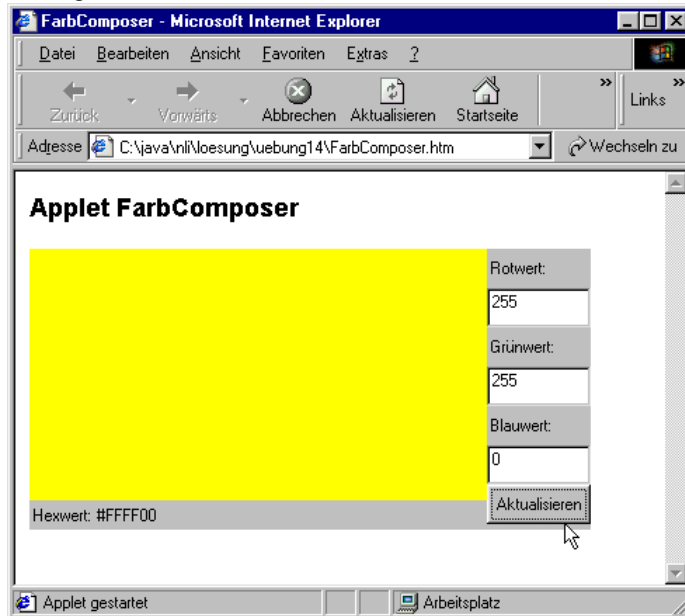 FarbComposer - Microsoft Internet Explorer
Datei Bearbeiten Ansicht Favoriten Extras ?
Zurück Vorwärts Abbrechen Aktualisieren Startseite » Links »
Adresse C:\java\nli\loesung\uebung14\FarbComposer.htm Wechseln zu
Applet FarbComposer
Rotwert:
255
Grünwert:
255
Blauwert:
0
Aktualisieren
Hexwert: #FFFF00
Applet gestartet Arbeitsplatz